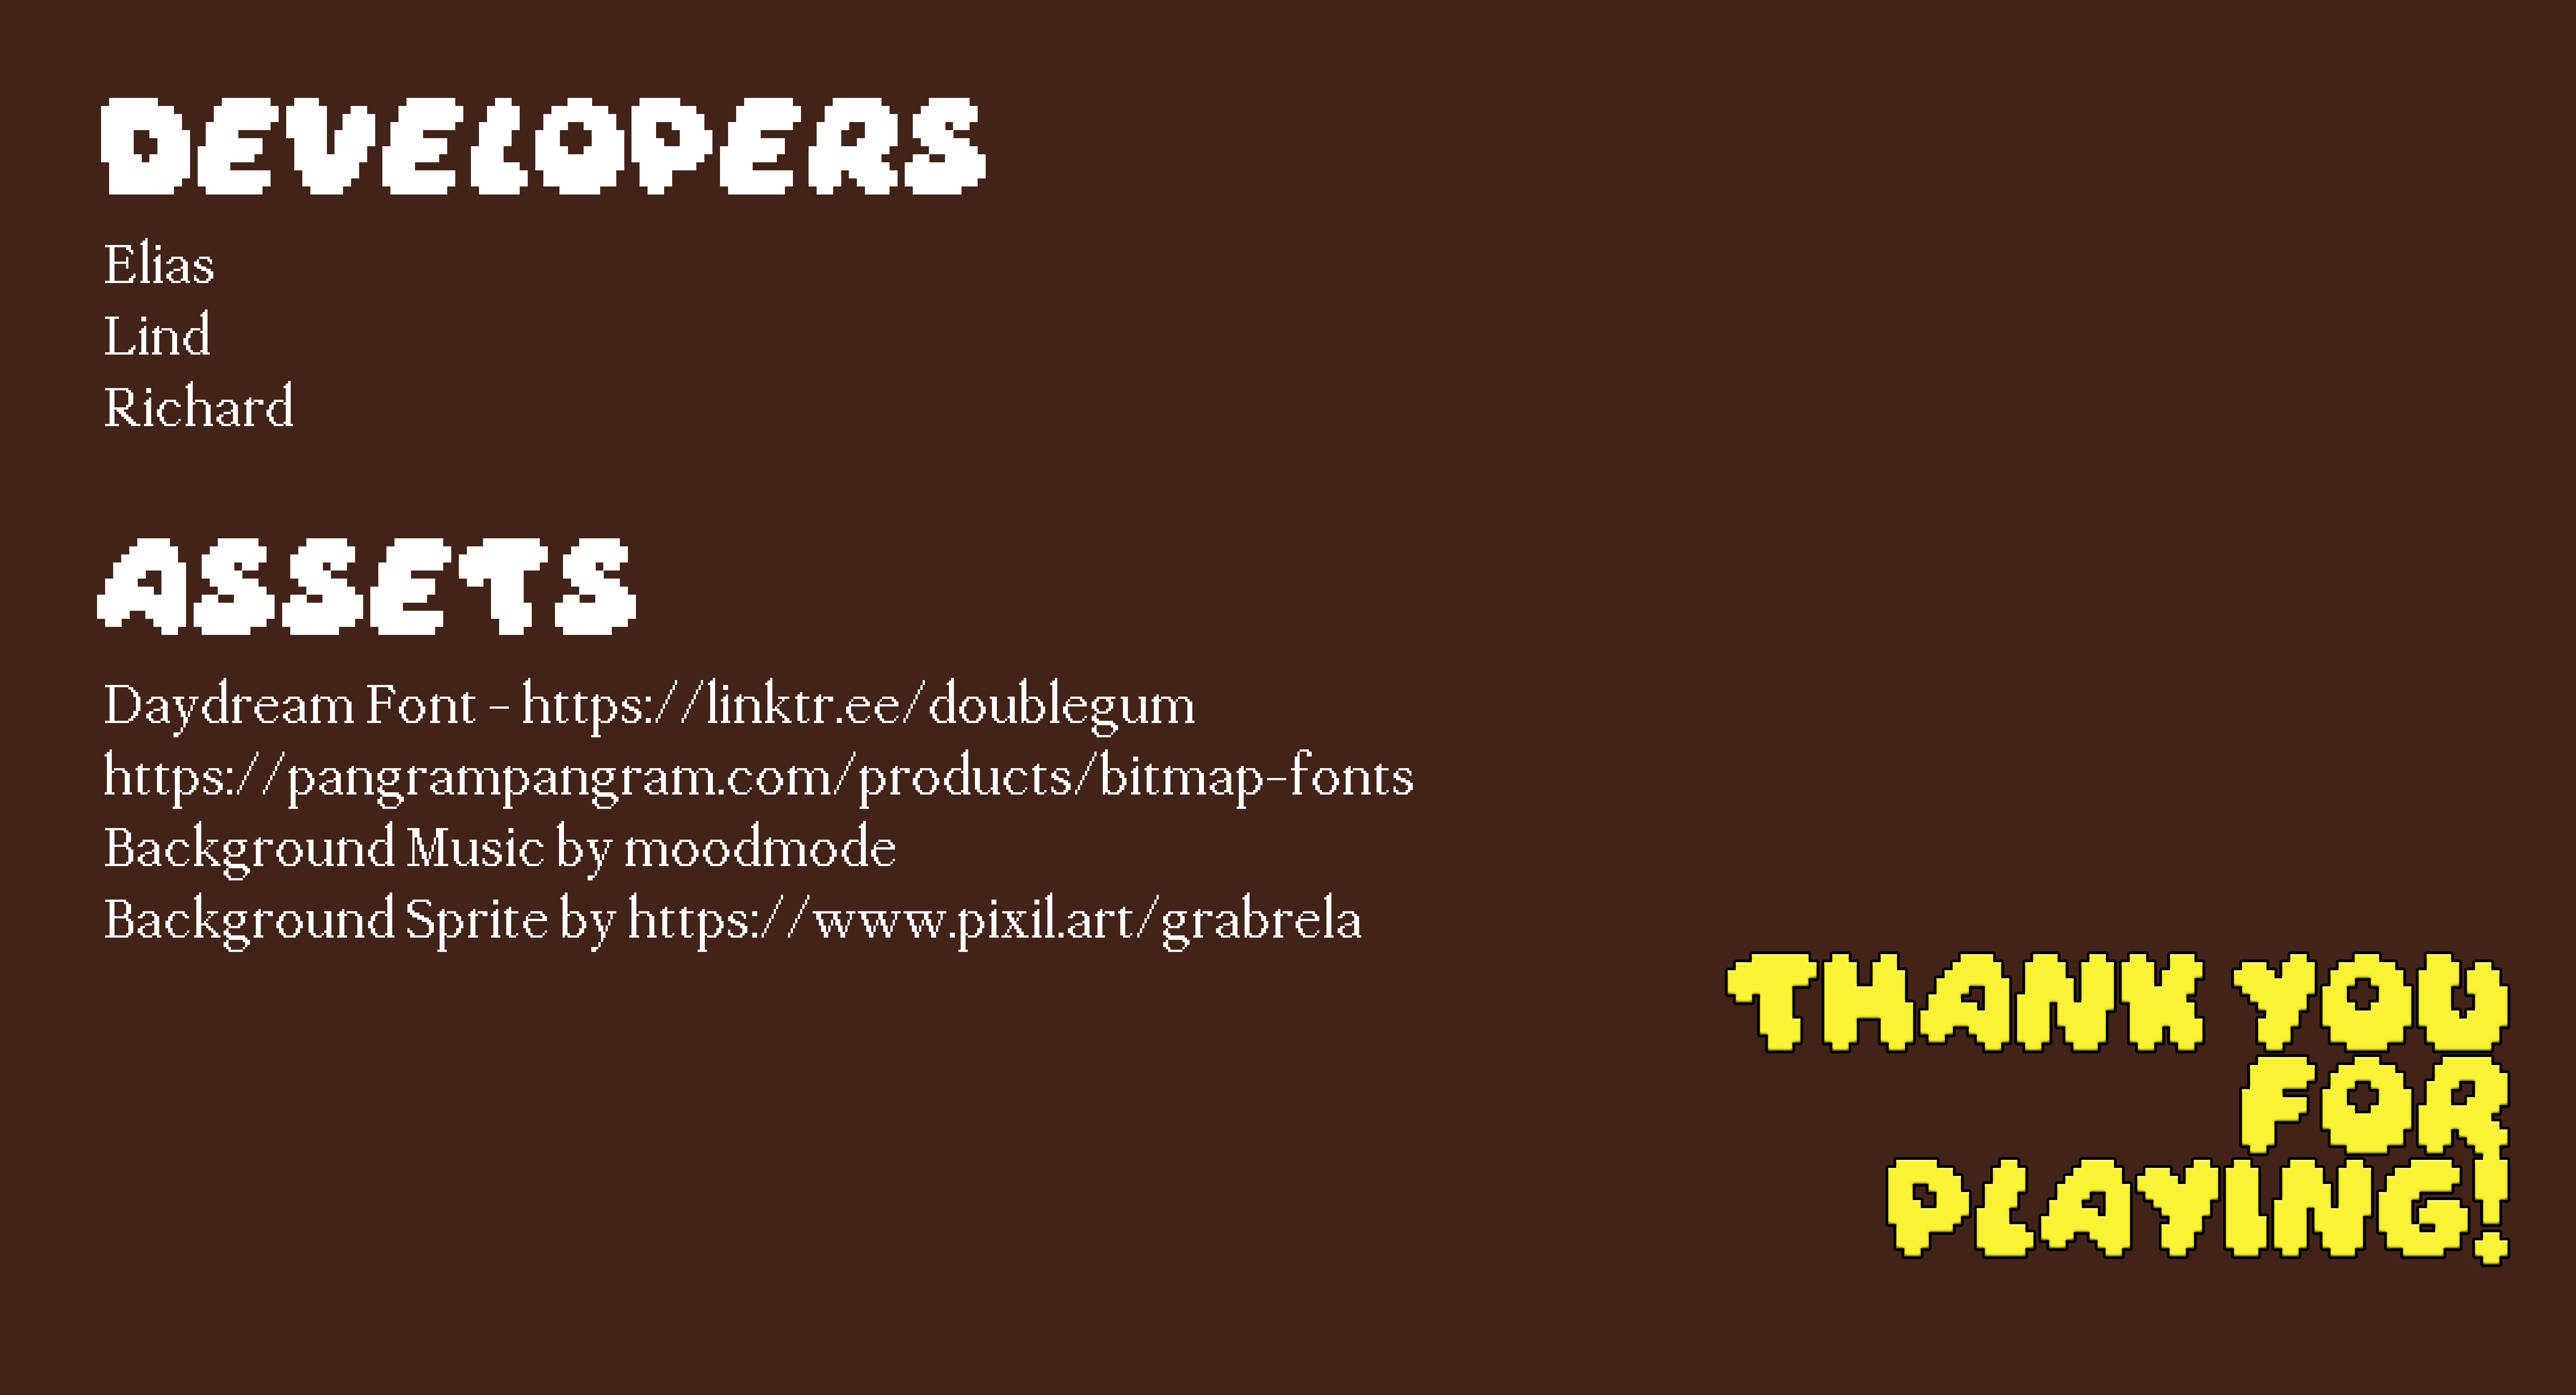 DEVELOPERS
Elias
Lind
Richard
ASSETS
Daydream Font - https://linktr.ee/doublegum
https://pangrampangram.com/products/bitmap-fonts
Background Music by moodmode
Background Sprite by https://www.pixil.art/grabrela
THANK YOU
FOR
PLAYING!